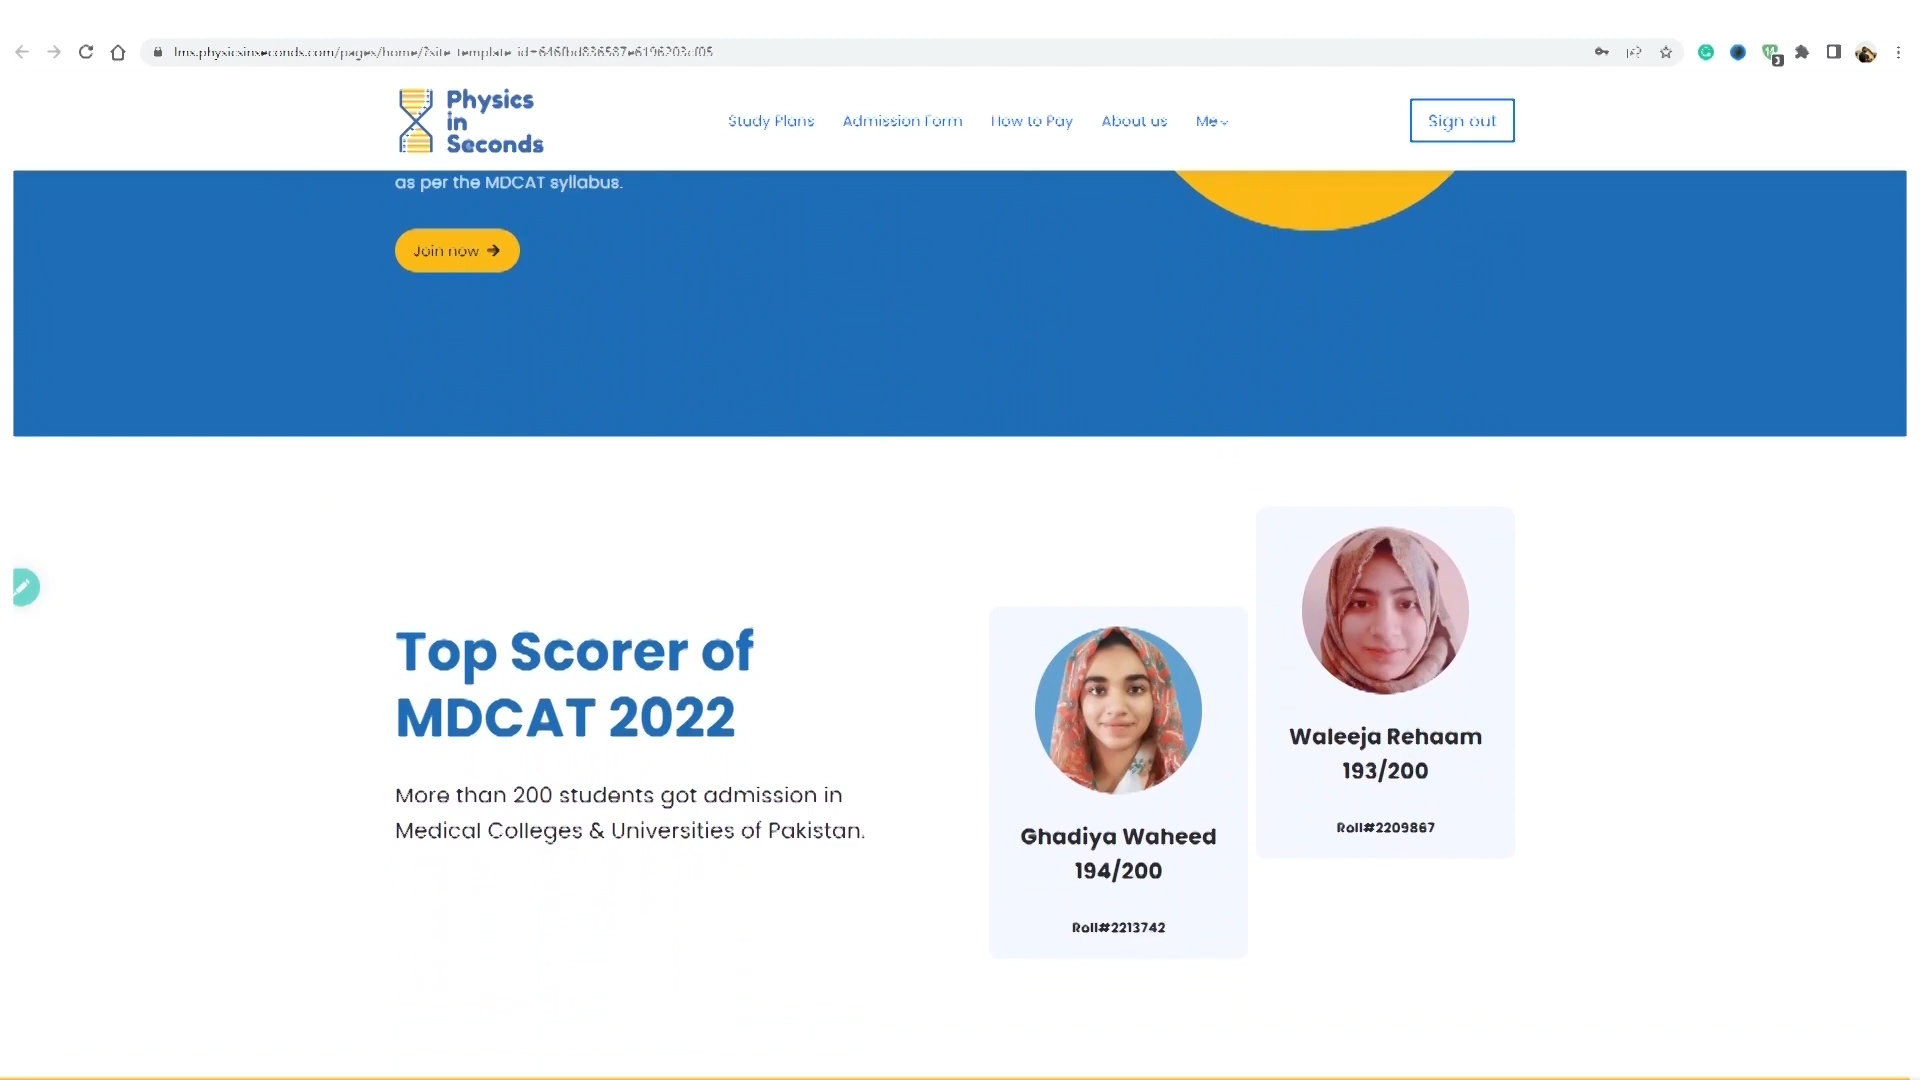 lms.physicsinseconds.com/pages/home/?site-template-id=646fbd836587e6196203cf05
Physics
in
Seconds
Study Plans
Admission Form
How to Pay
About us
Me
Sign out
as per the MDCAT syllabus.
Join now
Top Scorer of
MDCAT 2022
More than 200 students got admission in
Medical Colleges & Universities of Pakistan.
Ghadiya Waheed
194/200
Roll#2213742
Waleeja Rehaam
193/200
Roll#2209867